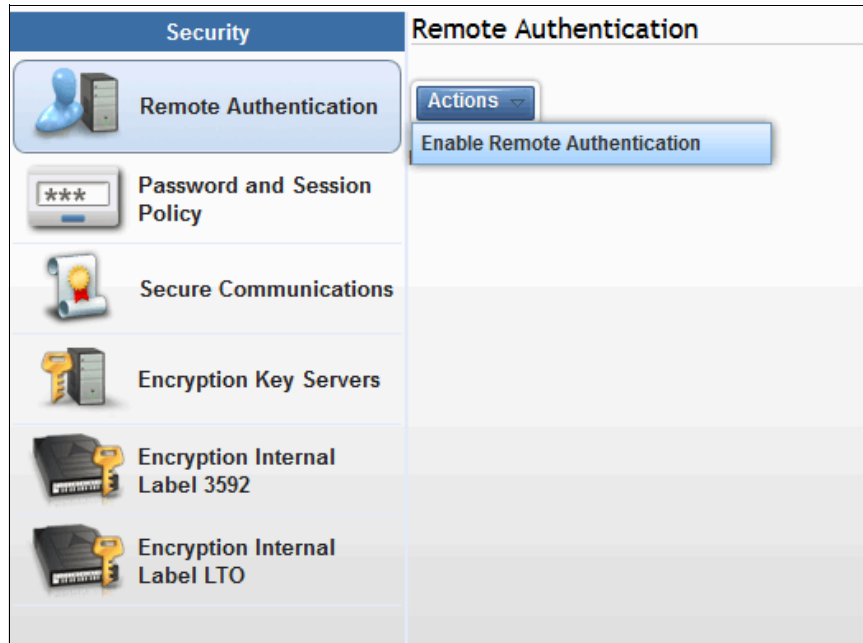 Security
Remote Authentication
Password and Session
Policy
Secure Communications
Encryption Key Servers
Encryption Internal
Label 3592
Encryption Internal
Label LTO
Remote Authentication
Actions
Enable Remote Authentication
***